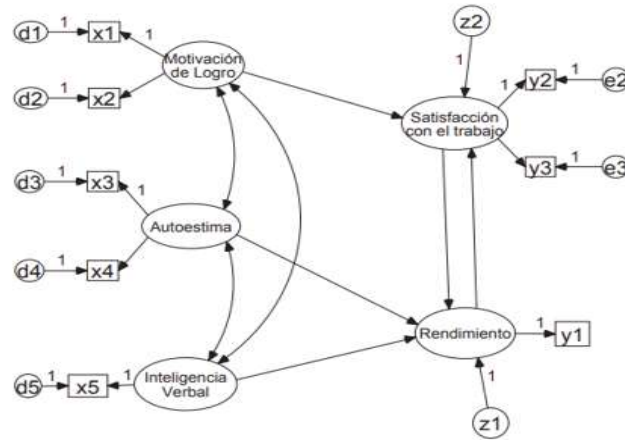 z2
d1 1 x1 1
Motivación
de Logro
1
1 y2 1 e2
d2 1 x2
Satisfacción
con el trabajo
y3 1 e3
d3 1 x3 1
Autoestima
d4 1 x4
Rendimiento 1 y1
d5 1 x5 1
Inteligencia
Verbal
1
z1